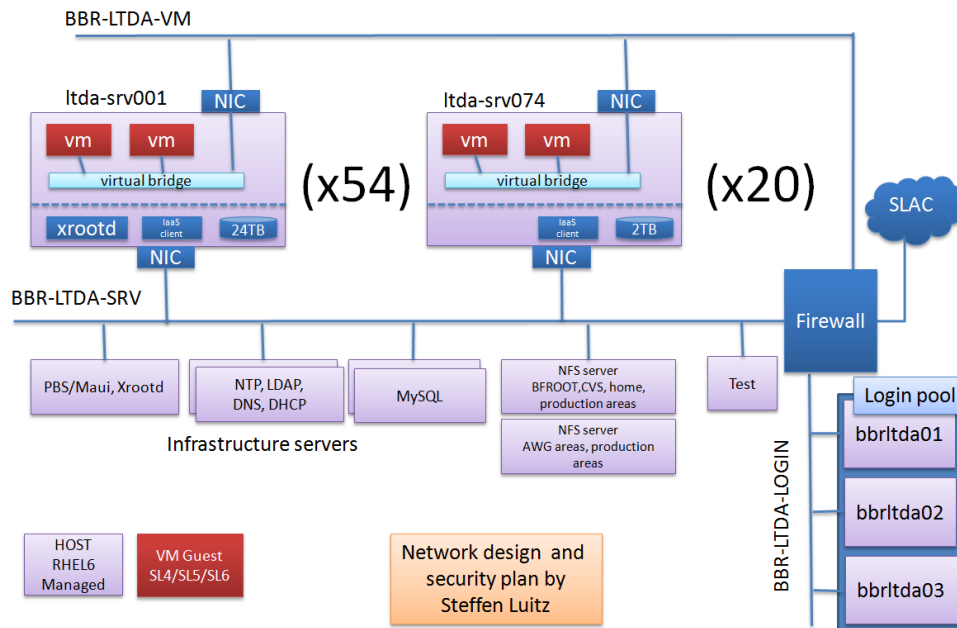 BBR-LTDA-VM
ltda-srv001
NIC
vm vm
virtual bridge
xrootd
IaaS
client
24TB
NIC
(x54)
ltda-srv074
NIC
vm vm
virtual bridge
IaaS
client
2TB
NIC
(x20)
SLAC
BBR-LTDA-SRV
Firewall
PBS/Maui, Xrootd
NTP, LDAP,
DNS, DHCP
MySQL
NFS server
BFROOT,CVS, home,
production areas
NFS server
AWG areas, production
areas
Test
Infrastructure servers
BBR-LTDA-LOGIN
Login pool
bbrltda01
bbrltda02
bbrltda03
HOST
RHEL6
Managed
VM Guest
SL4/SL5/SL6
Network design and
security plan by
Steffen Luitz